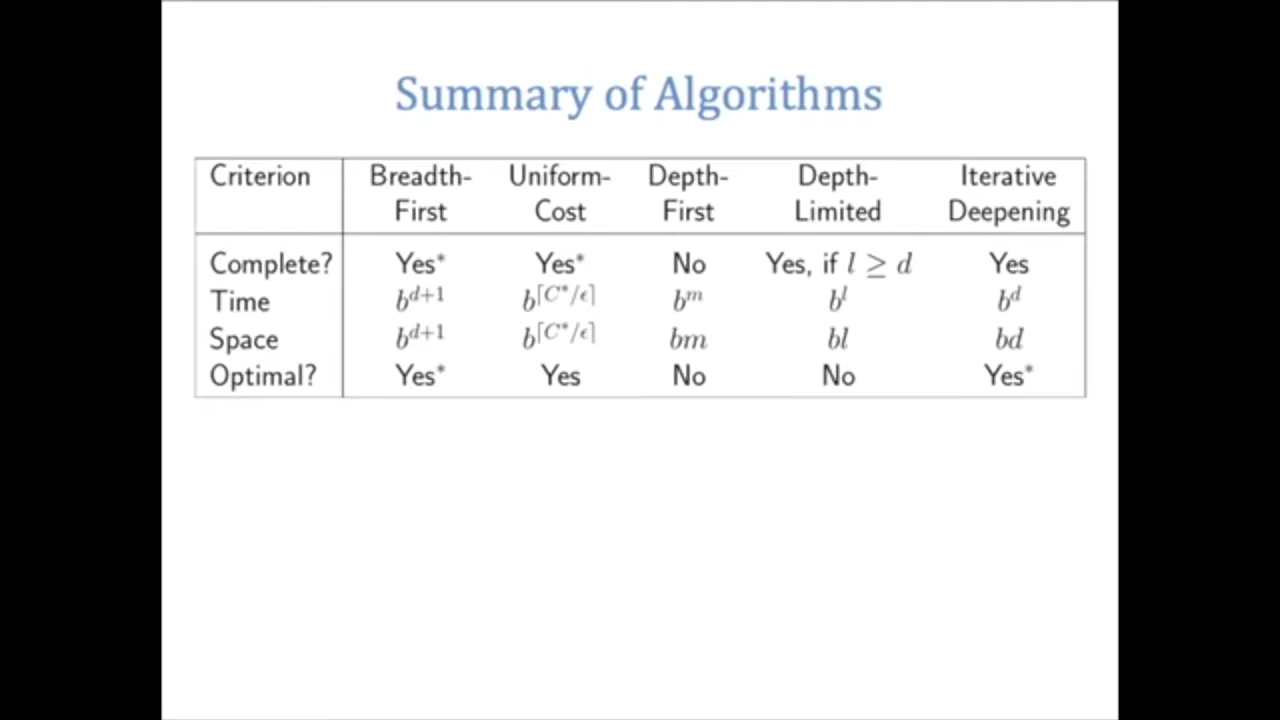 Summary of Algorithms
Criterion Breadth- Uniform- Depth- Depth- Iterative
First Cost First Limited Deepening
Complete? Yes* Yes* No Yes, if l ≥ d Yes
Time b^{d+1} b^{⌈C*/ϵ⌉} b^m b^l b^d
Space b^{d+1} b^{⌈C*/ϵ⌉} bm bl bd
Optimal? Yes* Yes No No Yes*